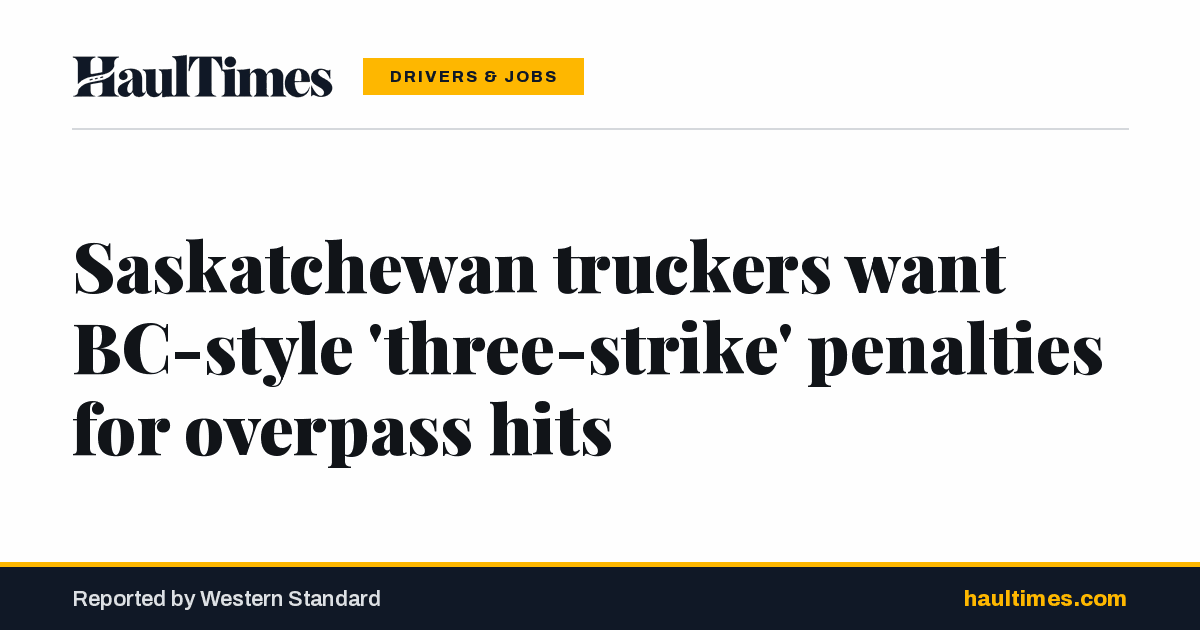 HaulTimes
DRIVERS & JOBS
Saskatchewan truckers want
BC-style 'three-strike' penalties
for overpass hits
Reported by Western Standard
haultimes.com